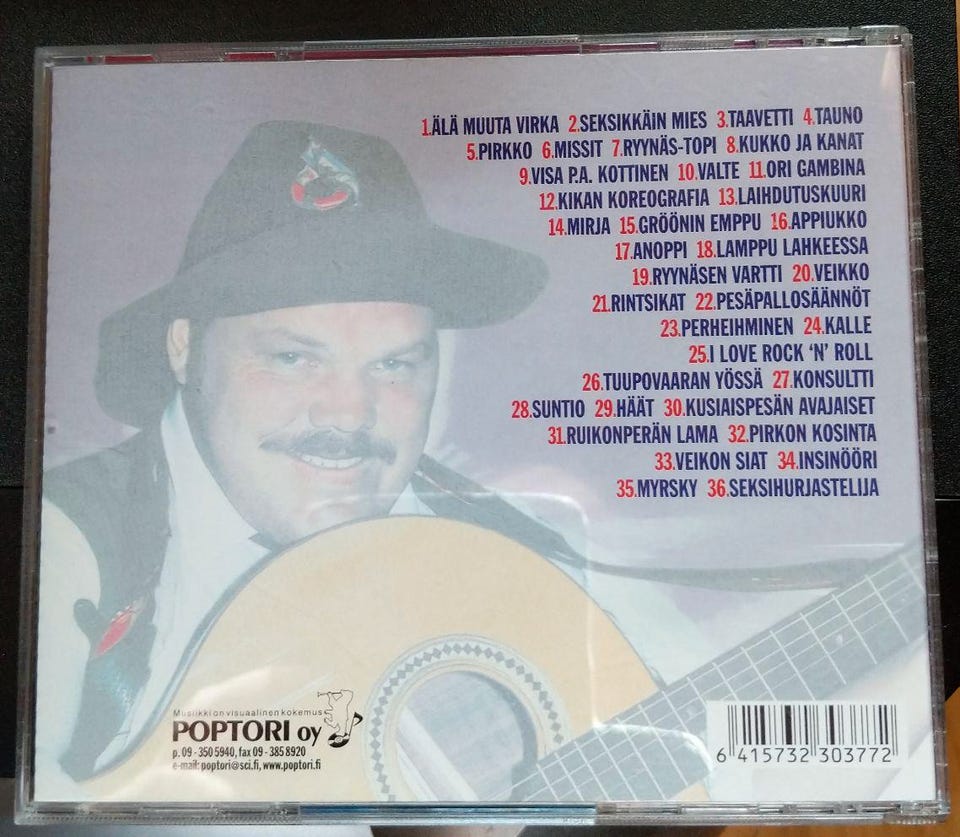 1.ÄLÄ MUUTA VIRKA 2.SEKSIKKÄIN MIES 3.TAAVETTI 4.TAUNO
5.PIRKKO 6.MISSIT 7.RYYNÄS-TOPI 8.KUKKO JA KANAT
9.VISA P.A. KOTTINEN 10.VALTE 11.ORI GAMBINA
12.KIKAN KOREOGRAFIA 13.LAIHDUTUSKUURI
14.MIRJA 15.GRÖÖNIN EMPPU 16.APPIUKKO
17.ANOPPI 18.LAMPPU LAHKEESSA
19.RYYNÄSEN VARTTI 20.VEIKKO
21.RINTSIKAT 22.PESÄPALLOSÄÄNNÖT
23.PERHEIHMINEN 24.KALLE
25.I LOVE ROCK 'N' ROLL
26.TUUPOVAARAN YÖSSÄ 27.KONSULTTI
28.SUNTIO 29.HÄÄT 30.KUSIAISPESÄN AVAJAISET
31.RUIKONPERÄN LAMA 32.PIRKON KOSINTA
33.VEIKON SIAT 34.INSINÖÖRI
35.MYRSKY 36.SEKSIHURJASTELIJA
Musiikki on visuaalinen kokemus
POPTORI oy
p. 09 - 350 5940, fax 09 - 385 8920
e-mail: poptori@sci.fi, www.poptori.fi
6 415732 303772